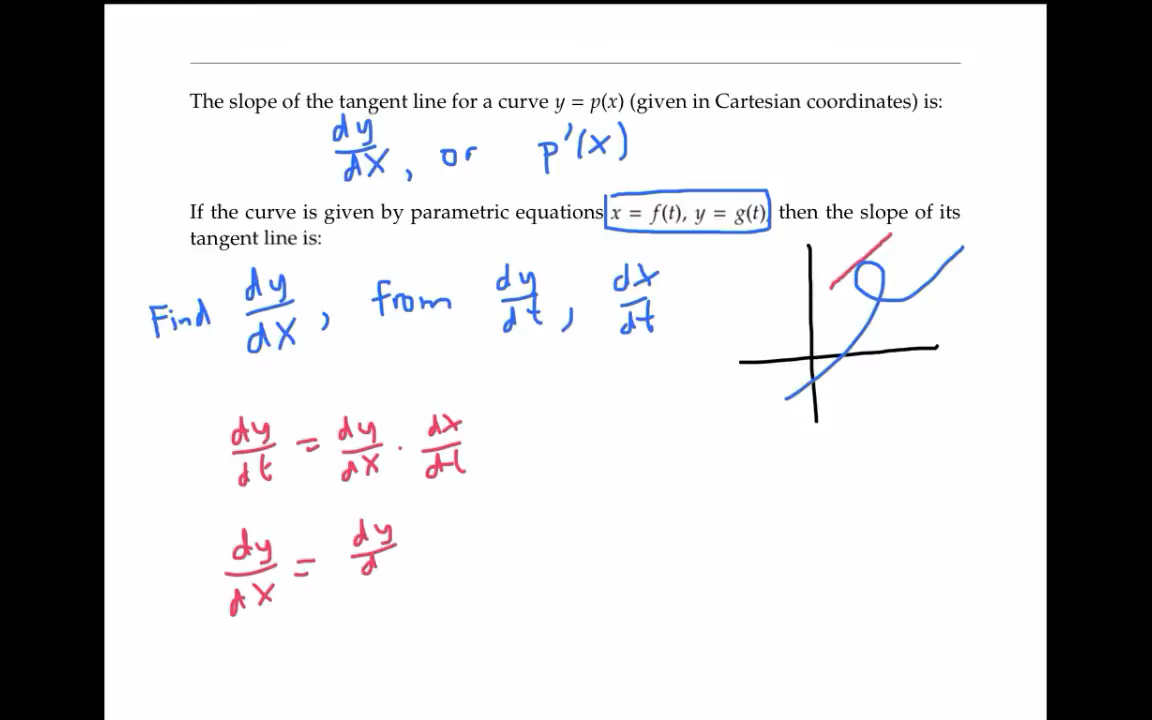 The slope of the tangent line for a curve y = p(x) (given in Cartesian coordinates) is:
dy/dx, or p'(x)
If the curve is given by parametric equations x = f(t), y = g(t), then the slope of its
tangent line is:
Find dy/dx, from dy/dt, dx/dt
dy/dt = dy/dx · dx/dt
dy/dx = dy/d